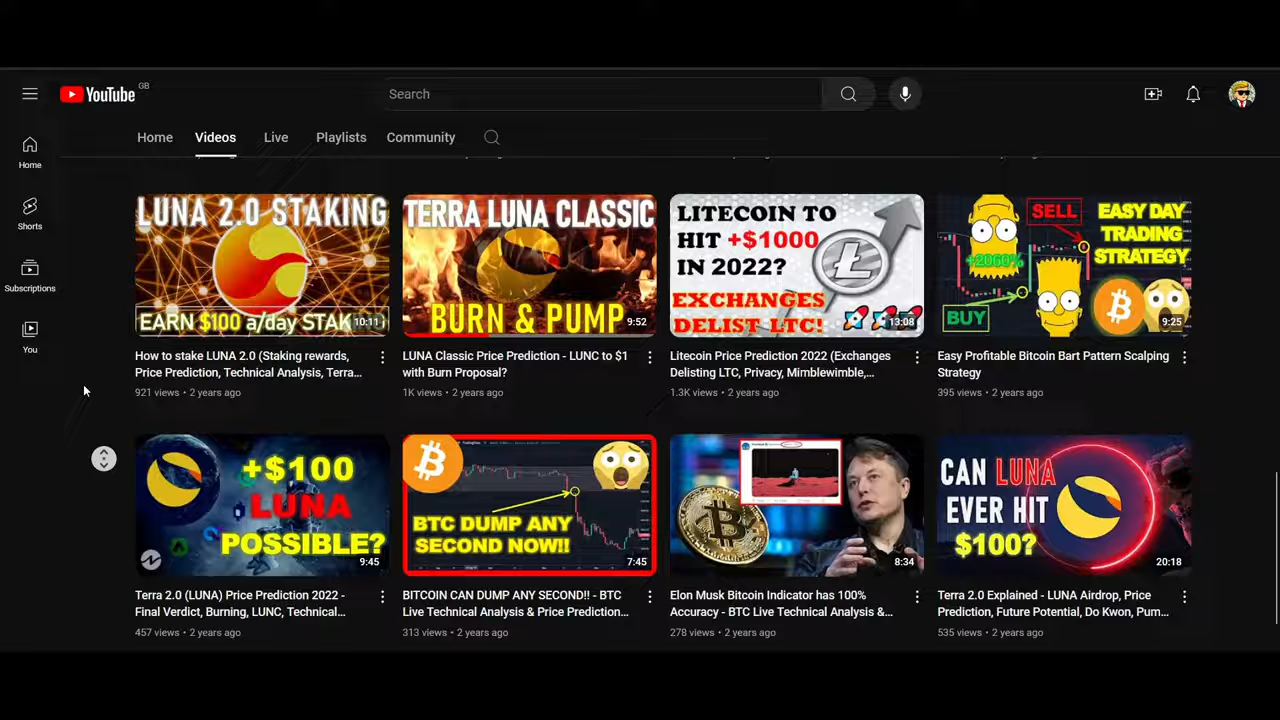 YouTube GB
Search
Home
Videos
Live
Playlists
Community
Home
Shorts
Subscriptions
You
LUNA 2.0 STAKING
EARN $100 a/day STAK
10:11
How to stake LUNA 2.0 (Staking rewards,
Price Prediction, Technical Analysis, Terra...
921 views • 2 years ago
TERRA LUNA CLASSIC
BURN & PUMP
9:52
LUNA Classic Price Prediction - LUNC to $1
with Burn Proposal?
1K views • 2 years ago
LITECOIN TO
HIT +$1000
IN 2022?
EXCHANGES
DELIST LTC!
13:08
Litecoin Price Prediction 2022 (Exchanges
Delisting LTC, Privacy, Mimblewimble,...
1.3K views • 2 years ago
SELL
EASY DAY
TRADING
STRATEGY
+2060%
BUY
9:25
Easy Profitable Bitcoin Bart Pattern Scalping
Strategy
395 views • 2 years ago
+$100
LUNA
POSSIBLE?
9:45
Terra 2.0 (LUNA) Price Prediction 2022 -
Final Verdict, Burning, LUNC, Technical...
457 views • 2 years ago
BTC DUMP ANY
SECOND NOW!!
7:45
BITCOIN CAN DUMP ANY SECOND!! - BTC
Live Technical Analysis & Price Prediction...
313 views • 2 years ago
8:34
Elon Musk Bitcoin Indicator has 100%
Accuracy - BTC Live Technical Analysis &...
278 views • 2 years ago
CAN LUNA
EVER HIT
$100?
20:18
Terra 2.0 Explained - LUNA Airdrop, Price
Prediction, Future Potential, Do Kwon, Pum...
535 views • 2 years ago